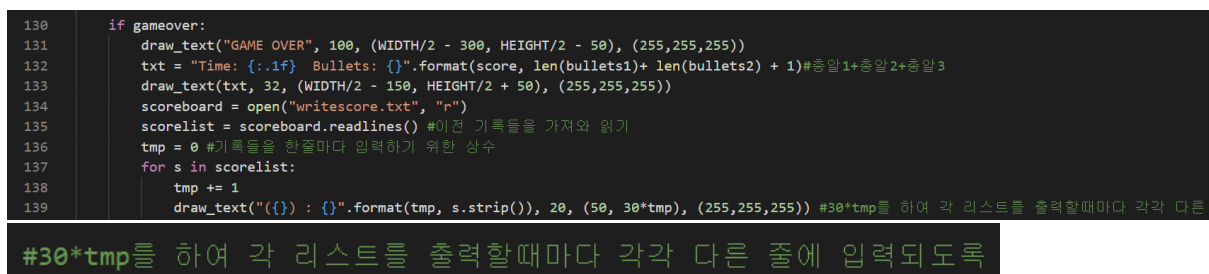 130 if gameover:
131 draw_text("GAME OVER", 100, (WIDTH/2 - 300, HEIGHT/2 - 50), (255,255,255))
132 txt = "Time: {:.1f}  Bullets: {}".format(score, len(bullets1)+ len(bullets2) + 1)#총알1+총알2+총알3
133 draw_text(txt, 32, (WIDTH/2 - 150, HEIGHT/2 + 50), (255,255,255))
134 scoreboard = open("writescore.txt", "r")
135 scorelist = scoreboard.readlines() #이전 기록들을 가져와 읽기
136 tmp = 0 #기록들을 한줄마다 입력하기 위한 상수
137 for s in scorelist:
138 tmp += 1
139 draw_text("({}) : {}".format(tmp, s.strip()), 20, (50, 30*tmp), (255,255,255)) #30*tmp를 하여 각 리스트를 출력할때마다 각각 다른
#30*tmp를 하여 각 리스트를 출력할때마다 각각 다른 줄에 입력되도록